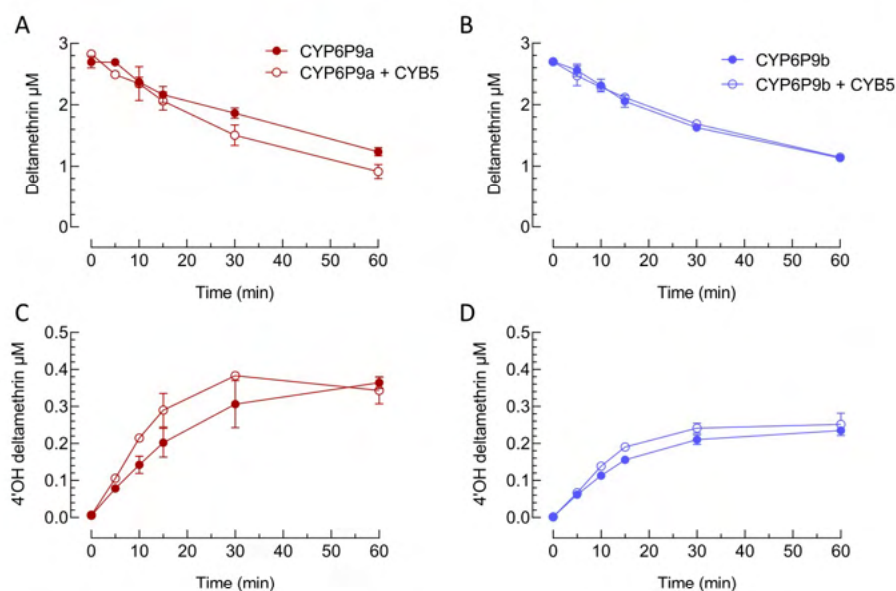 A
CYP6P9a
CYP6P9a + CYB5
Deltamethrin µM
3
2
1
0
0 10 20 30 40 50 60
Time (min)
B
CYP6P9b
CYP6P9b + CYB5
Deltamethrin µM
3
2
1
0
0 10 20 30 40 50 60
Time (min)
C
4'OH deltamethrin µM
0.5
0.4
0.3
0.2
0.1
0.0
0 10 20 30 40 50 60
Time (min)
D
4'OH deltamethrin µM
0.5
0.4
0.3
0.2
0.1
0.0
0 10 20 30 40 50 60
Time (min)